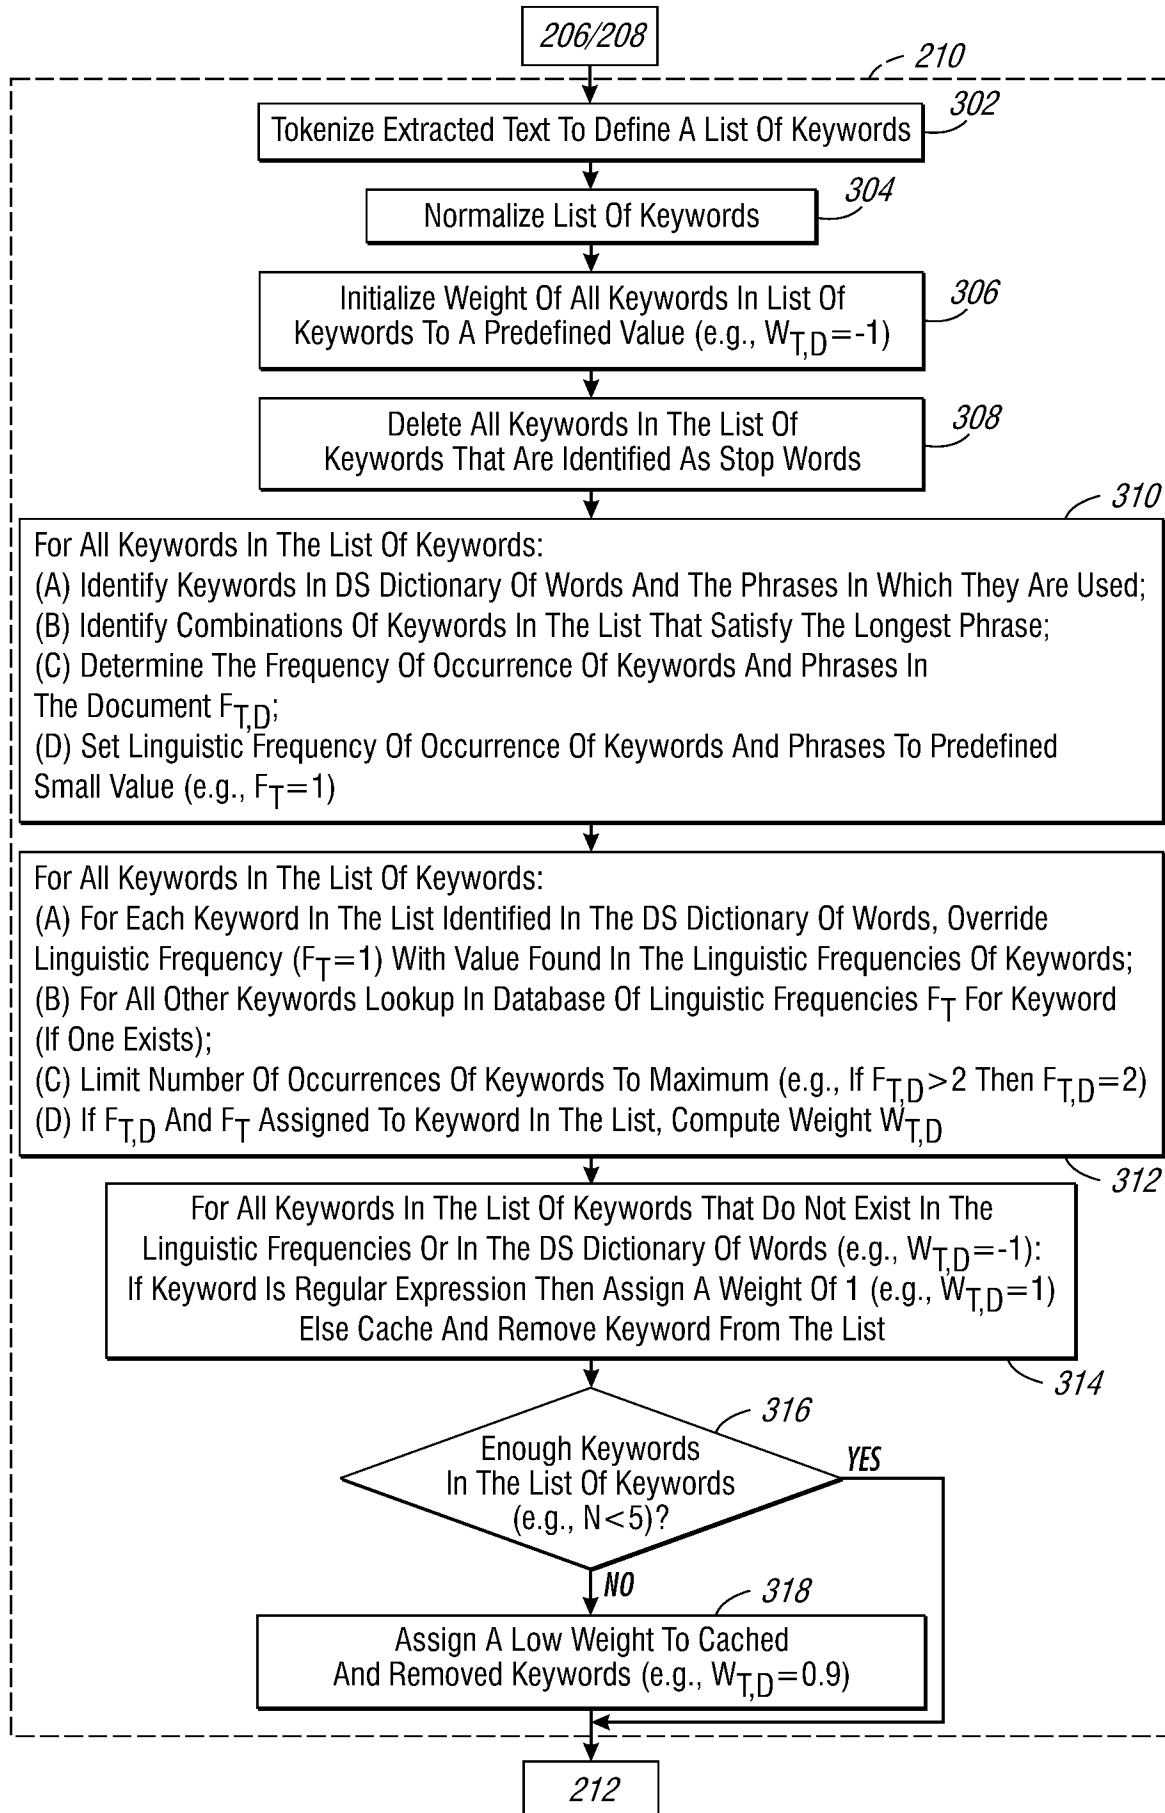 206/208
210
Tokenize Extracted Text To Define A List Of Keywords
302
Normalize List Of Keywords
304
Initialize Weight Of All Keywords In List Of
Keywords To A Predefined Value (e.g., WT,D=-1)
306
Delete All Keywords In The List Of
Keywords That Are Identified As Stop Words
308
310
For All Keywords In The List Of Keywords:
(A) Identify Keywords In DS Dictionary Of Words And The Phrases In Which They Are Used;
(B) Identify Combinations Of Keywords In The List That Satisfy The Longest Phrase;
(C) Determine The Frequency Of Occurrence Of Keywords And Phrases In
The Document FT,D;
(D) Set Linguistic Frequency Of Occurrence Of Keywords And Phrases To Predefined
Small Value (e.g., FT=1)
For All Keywords In The List Of Keywords:
(A) For Each Keyword In The List Identified In The DS Dictionary Of Words, Override
Linguistic Frequency (FT=1) With Value Found In The Linguistic Frequencies Of Keywords;
(B) For All Other Keywords Lookup In Database Of Linguistic Frequencies FT For Keyword
(If One Exists);
(C) Limit Number Of Occurrences Of Keywords To Maximum (e.g., If FT,D>2 Then FT,D=2)
(D) If FT,D And FT Assigned To Keyword In The List, Compute Weight WT,D
312
For All Keywords In The List Of Keywords That Do Not Exist In The
Linguistic Frequencies Or In The DS Dictionary Of Words (e.g., WT,D=-1):
If Keyword Is Regular Expression Then Assign A Weight Of 1 (e.g., WT,D=1)
Else Cache And Remove Keyword From The List
314
316
Enough Keywords
In The List Of Keywords
(e.g., N<5)?
YES
NO
318
Assign A Low Weight To Cached
And Removed Keywords (e.g., WT,D=0.9)
212